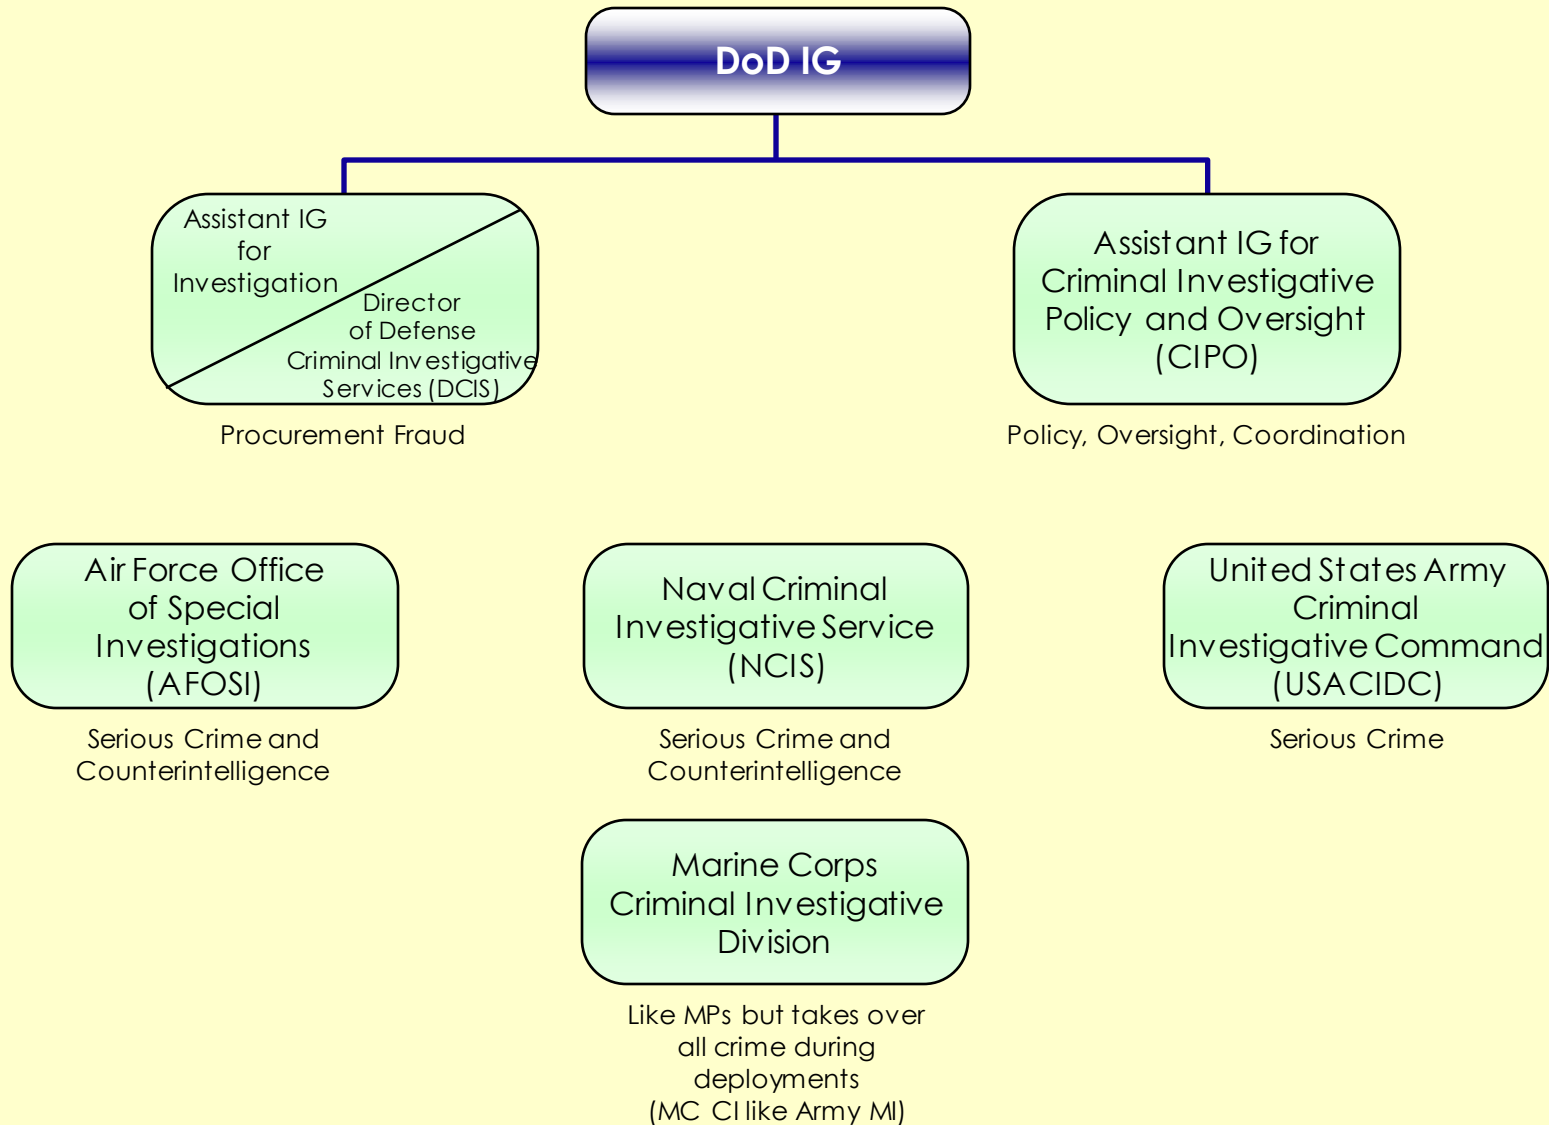 DoD IG
Assistant IG
for
Investigation
Director
of Defense
Criminal Investigative
Services (DCIS)
Procurement Fraud
Assistant IG for
Criminal Investigative
Policy and Oversight
(CIPO)
Policy, Oversight, Coordination
Air Force Office
of Special
Investigations
(AFOSI)
Serious Crime and
Counterintelligence
Naval Criminal
Investigative Service
(NCIS)
Serious Crime and
Counterintelligence
United States Army
Criminal
Investigative Command
(USACIDC)
Serious Crime
Marine Corps
Criminal Investigative
Division
Like MPs but takes over
all crime during
deployments
(MC CI like Army MI)